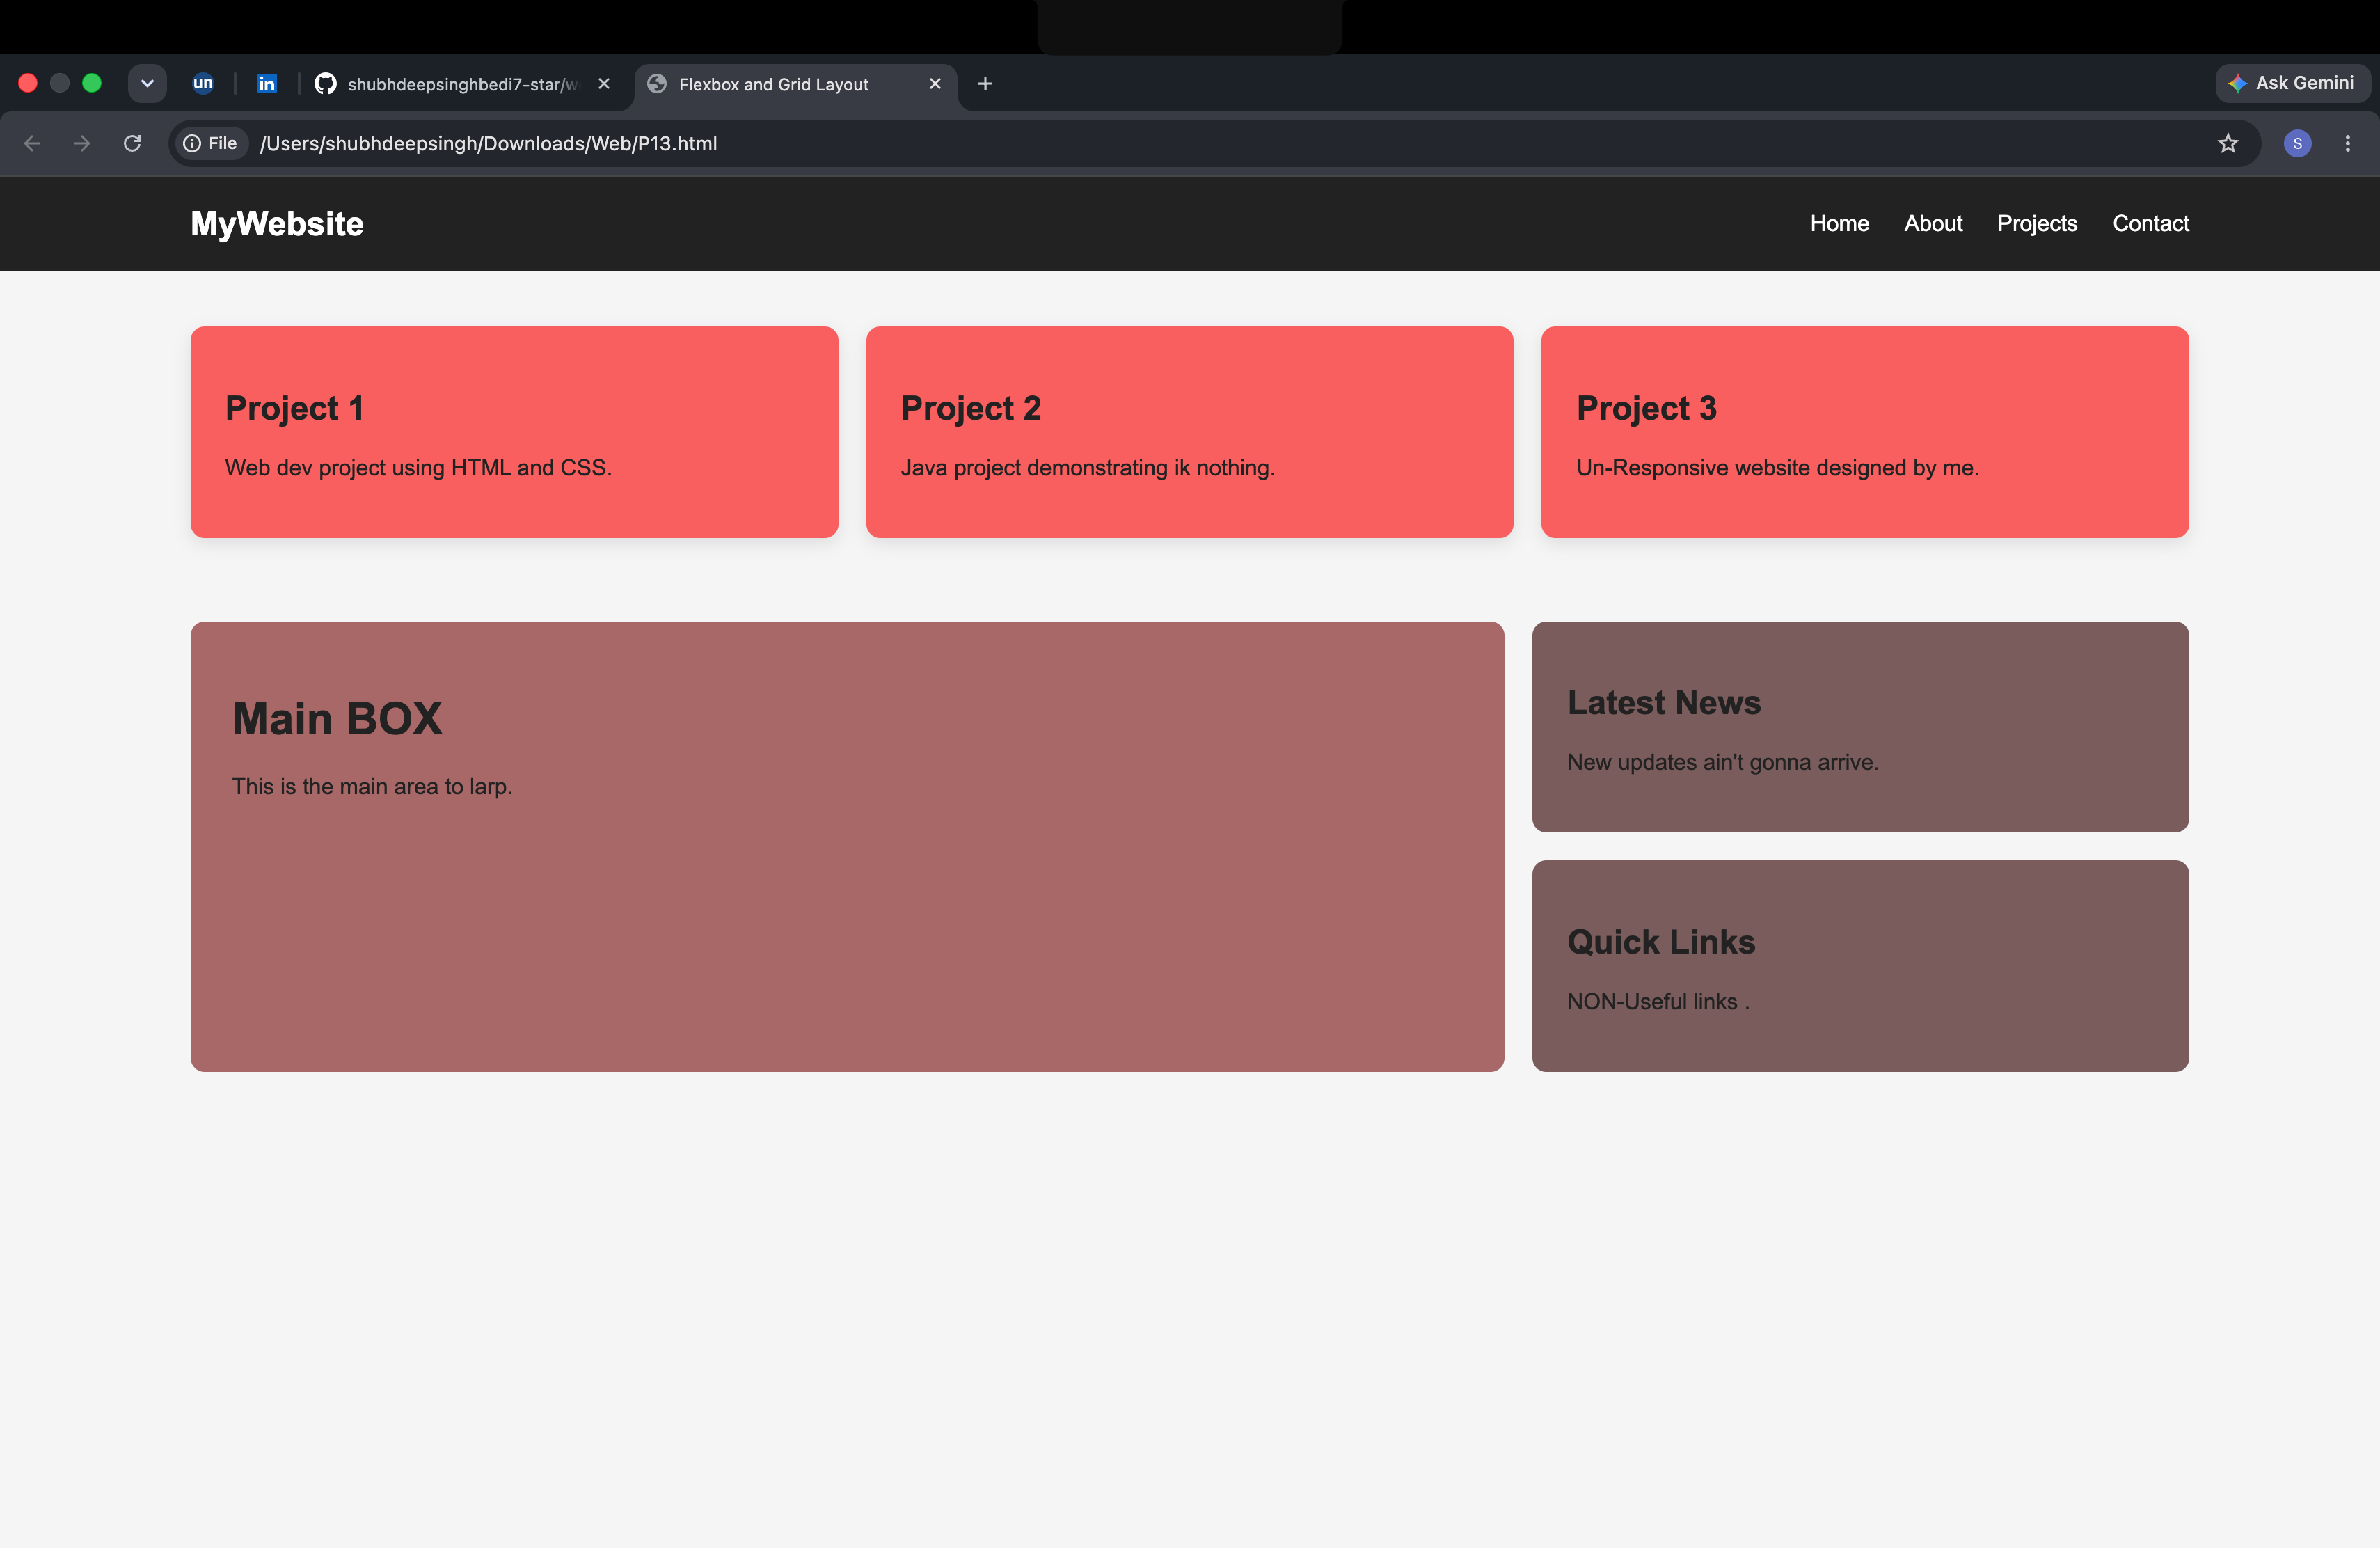 un
in
shubhdeepsinghbedi7-star/w
Flexbox and Grid Layout
Ask Gemini
File
/Users/shubhdeepsingh/Downloads/Web/P13.html
S
MyWebsite
Home
About
Projects
Contact
Project 1
Web dev project using HTML and CSS.
Project 2
Java project demonstrating ik nothing.
Project 3
Un-Responsive website designed by me.
Main BOX
This is the main area to larp.
Latest News
New updates ain't gonna arrive.
Quick Links
NON-Useful links .